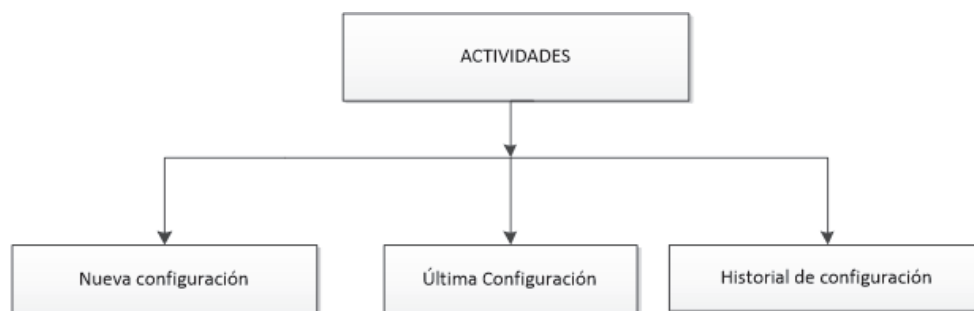 ACTIVIDADES
Nueva configuración
Última Configuración
Historial de configuración